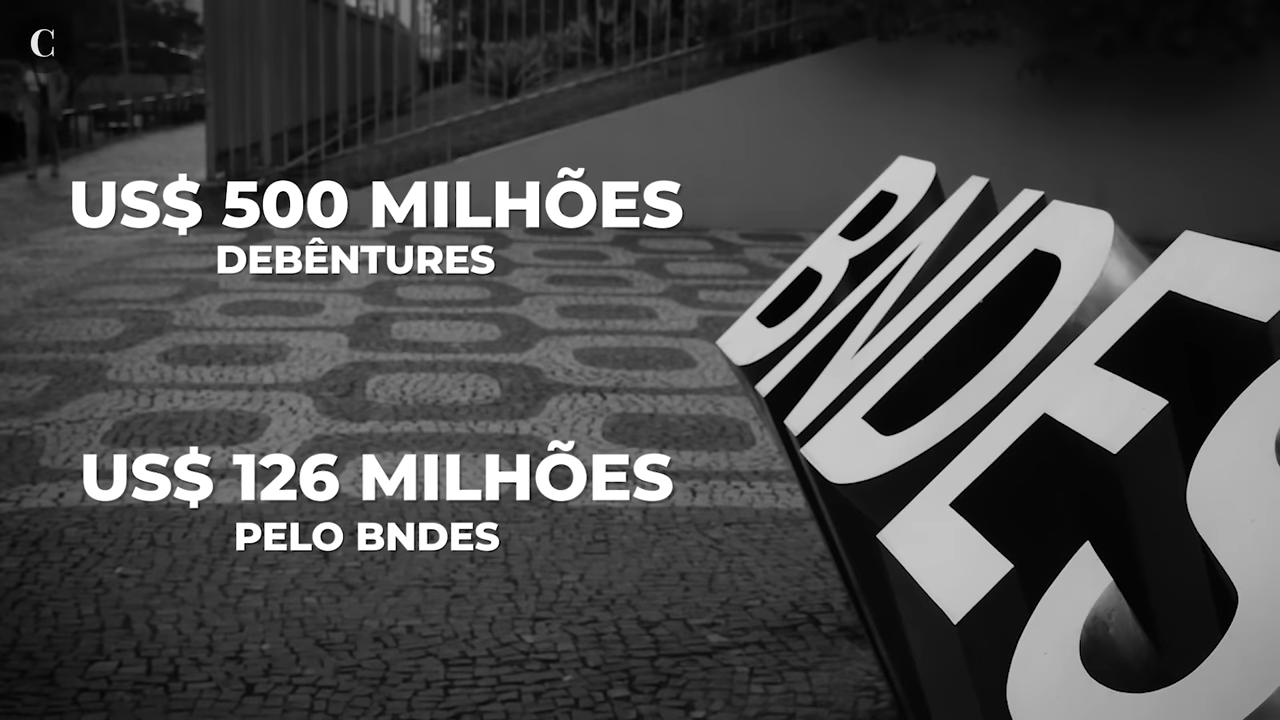 C
US$ 500 MILHÕES
DEBÊNTURES
US$ 126 MILHÕES
PELO BNDES
BNDES